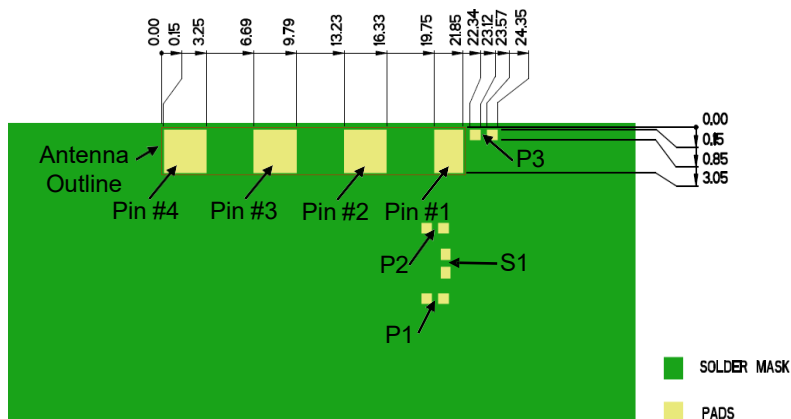 0.00
0.15
3.25
6.69
9.79
13.23
16.33
19.75
21.85
22.34
23.12
23.57
24.35
0.00
0.15
0.85
3.05
Antenna
Outline
P3
Pin #4
Pin #3
Pin #2
Pin #1
P2
S1
P1
SOLDER MASK
PADS